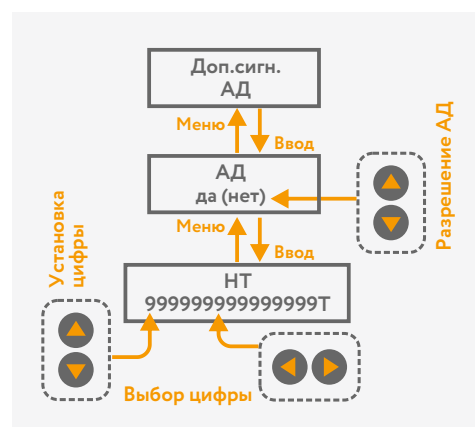 Доп.сигн.
АД
Меню
Ввод
АД
да (нет)
Разрешение АД
Меню
Ввод
Установка
цифры
НТ
999999999999999Т
Выбор цифры